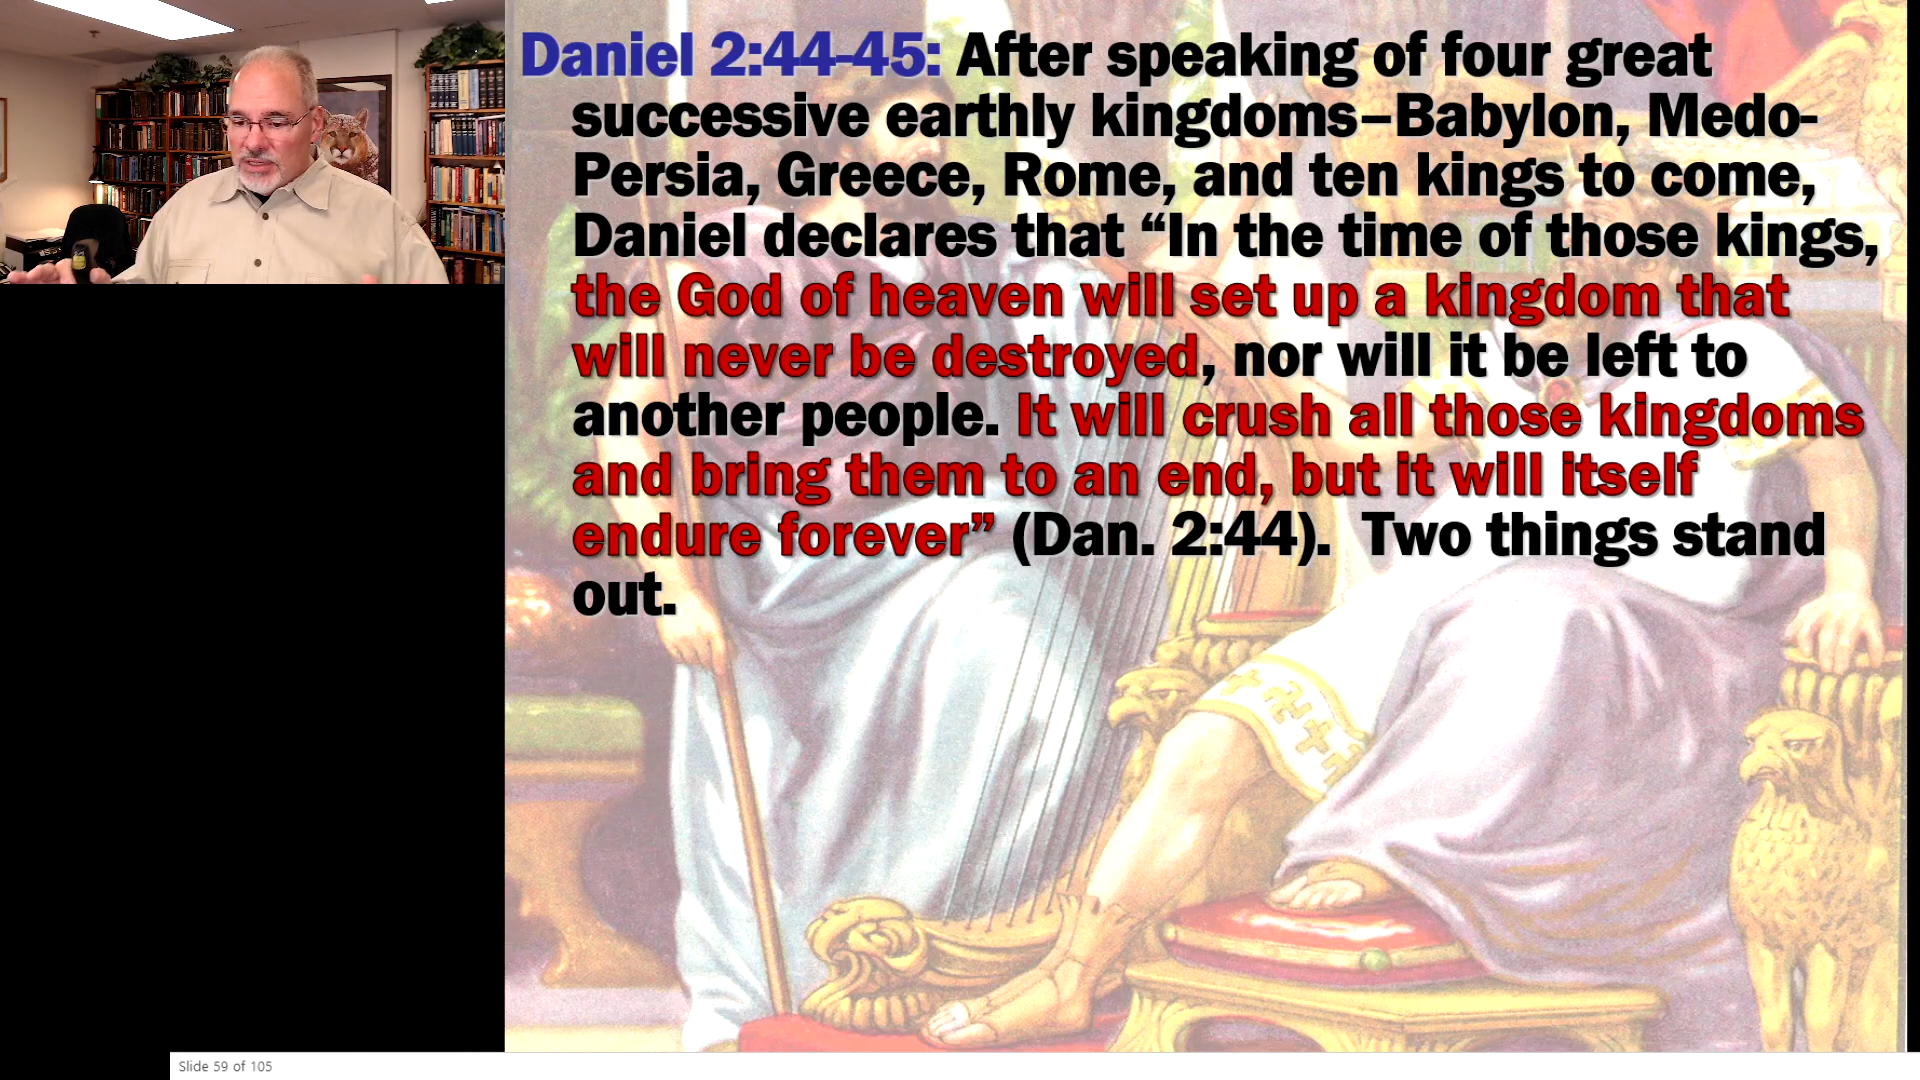 Daniel 2:44-45: After speaking of four great
successive earthly kingdoms–Babylon, Medo-
Persia, Greece, Rome, and ten kings to come,
Daniel declares that “In the time of those kings,
the God of heaven will set up a kingdom that
will never be destroyed, nor will it be left to
another people. It will crush all those kingdoms
and bring them to an end, but it will itself
endure forever” (Dan. 2:44). Two things stand
out.
Slide 59 of 105